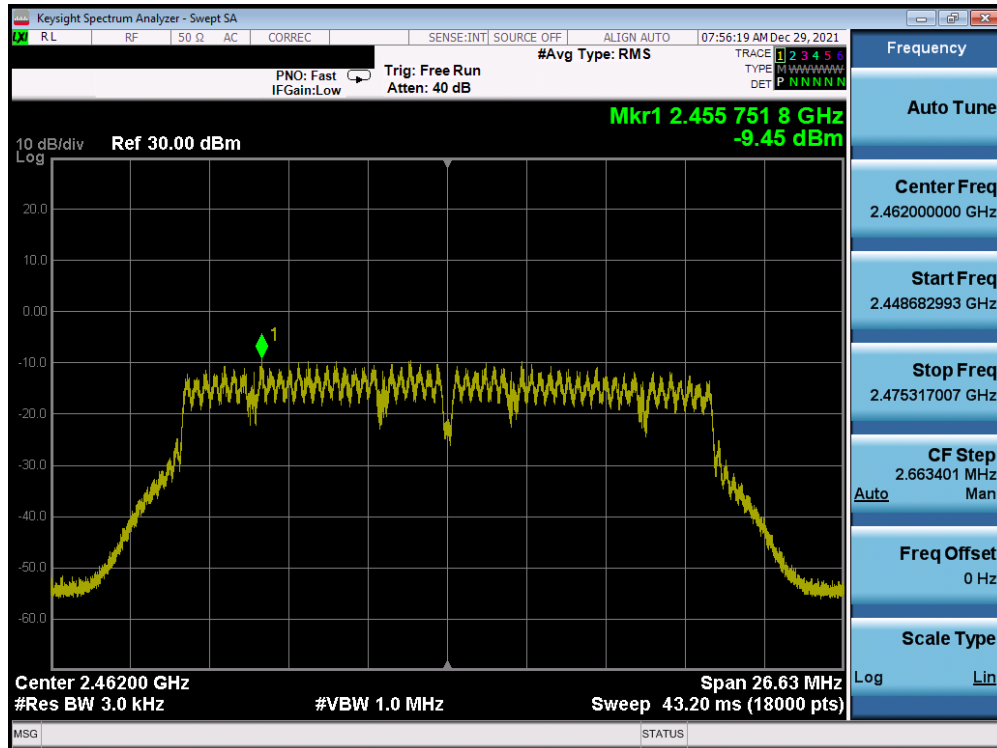 Keysight Spectrum Analyzer - Swept SA
LXI RL RF 50 Ω AC CORREC SENSE:INT SOURCE OFF ALIGN AUTO 07:56:19 AM Dec 29, 2021
#Avg Type: RMS TRACE 1 2 3 4 5 6
PNO: Fast Trig: Free Run TYPE M W W W W W
IFGain:Low Atten: 40 dB DET P N N N N N
Mkr1 2.455 751 8 GHz
-9.45 dBm
10 dB/div Ref 30.00 dBm
Log
20.0
10.0
0.00
1
-10.0
-20.0
-30.0
-40.0
-50.0
-60.0
Center 2.46200 GHz Span 26.63 MHz
#Res BW 3.0 kHz #VBW 1.0 MHz Sweep 43.20 ms (18000 pts)
MSG STATUS
Frequency
Auto Tune
Center Freq
2.462000000 GHz
Start Freq
2.448682993 GHz
Stop Freq
2.475317007 GHz
CF Step
2.663401 MHz
Auto Man
Freq Offset
0 Hz
Scale Type
Log Lin